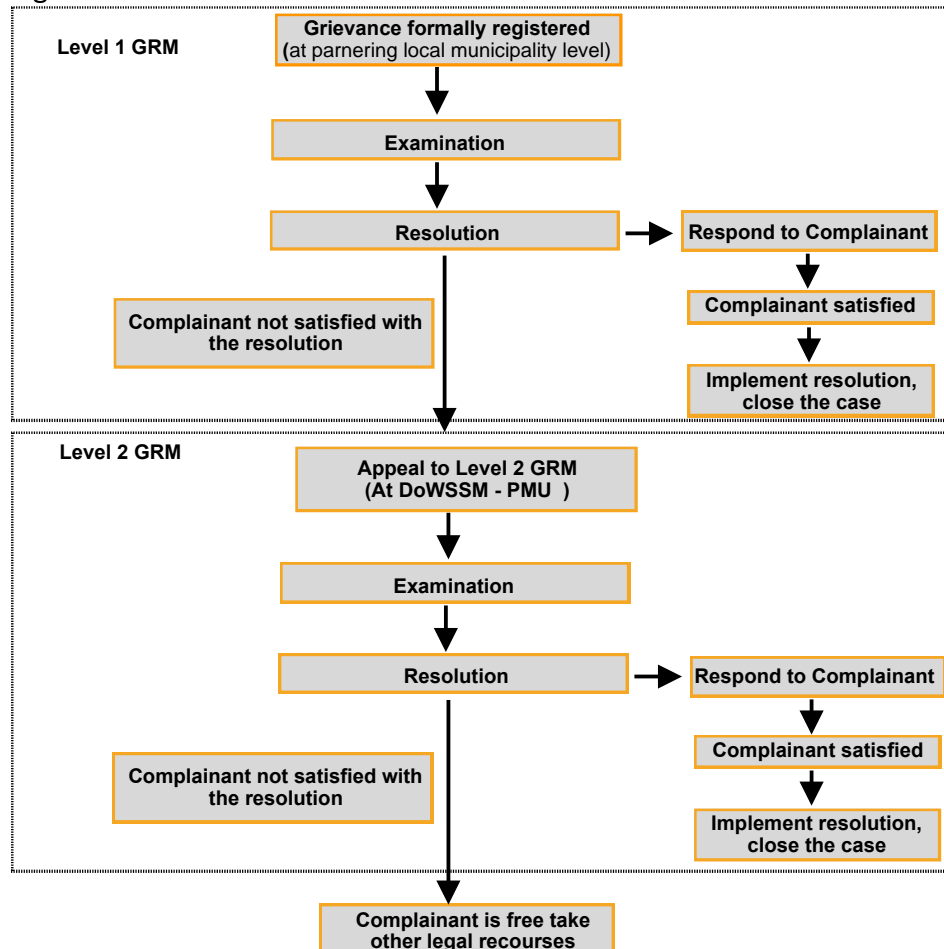 Level 1 GRM
Grievance formally registered
(at parnering local municipality level)
Examination
Resolution
Respond to Complainant
Complainant satisfied
Complainant not satisfied with
the resolution
Implement resolution,
close the case
Level 2 GRM
Appeal to Level 2 GRM
(At DoWSSM - PMU )
Examination
Resolution
Respond to Complainant
Complainant satisfied
Complainant not satisfied with
the resolution
Implement resolution,
close the case
Complainant is free take
other legal recourses